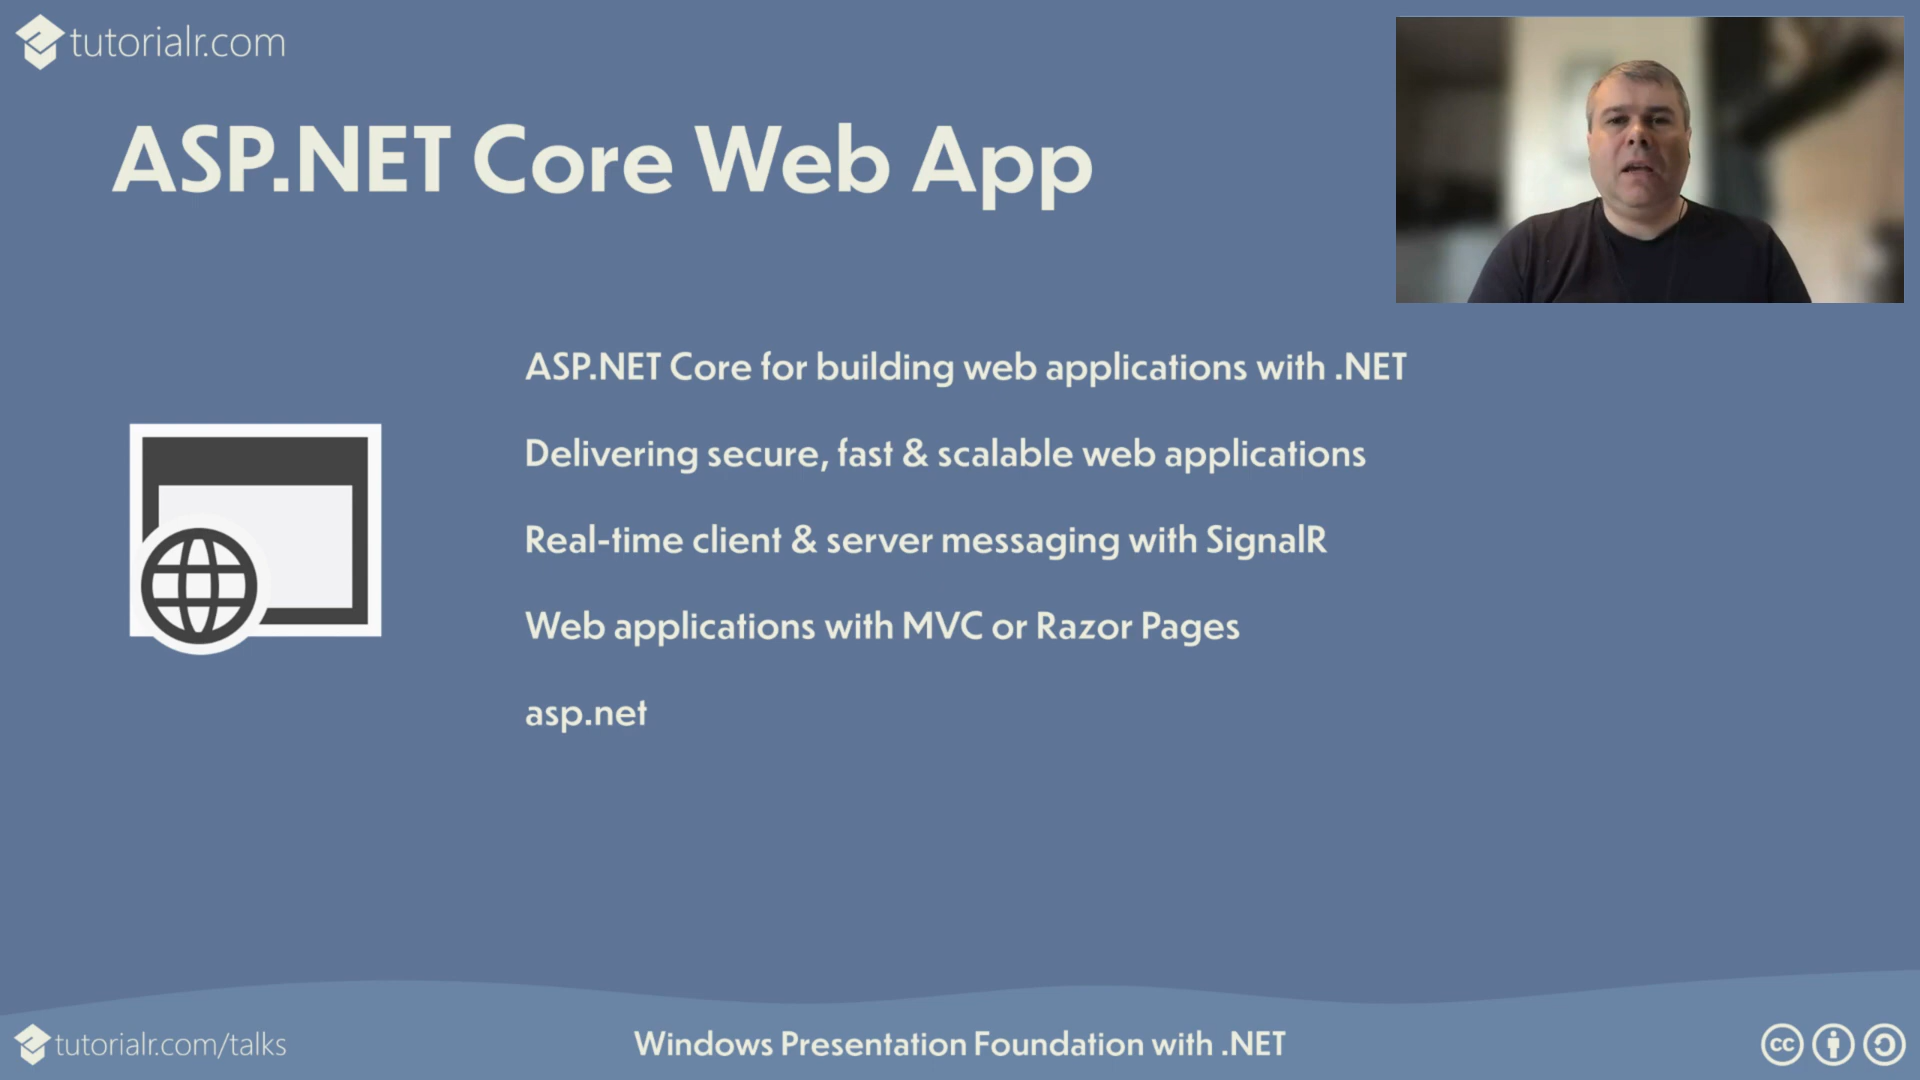 tutorialr.com
ASP.NET Core Web App
ASP.NET Core for building web applications with .NET
Delivering secure, fast & scalable web applications
Real-time client & server messaging with SignalR
Web applications with MVC or Razor Pages
asp.net
tutorialr.com/talks
Windows Presentation Foundation with .NET
cc